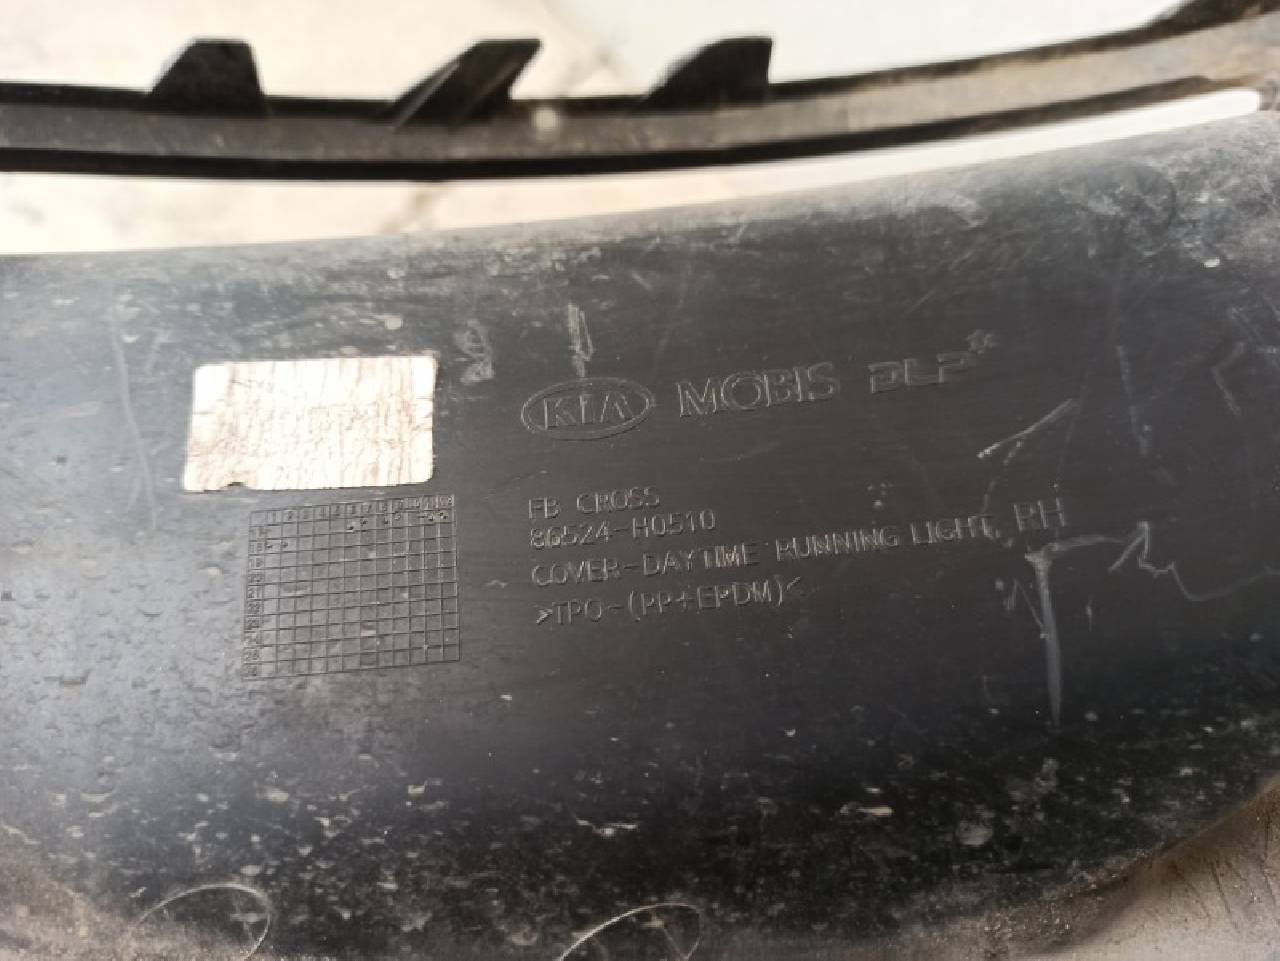 KIA MOBIS PLP
FB CROSS
86524-H0510
COVER-DAYTIME RUNNING LIGHT, RH
>TPO-(PP+EPDM)<